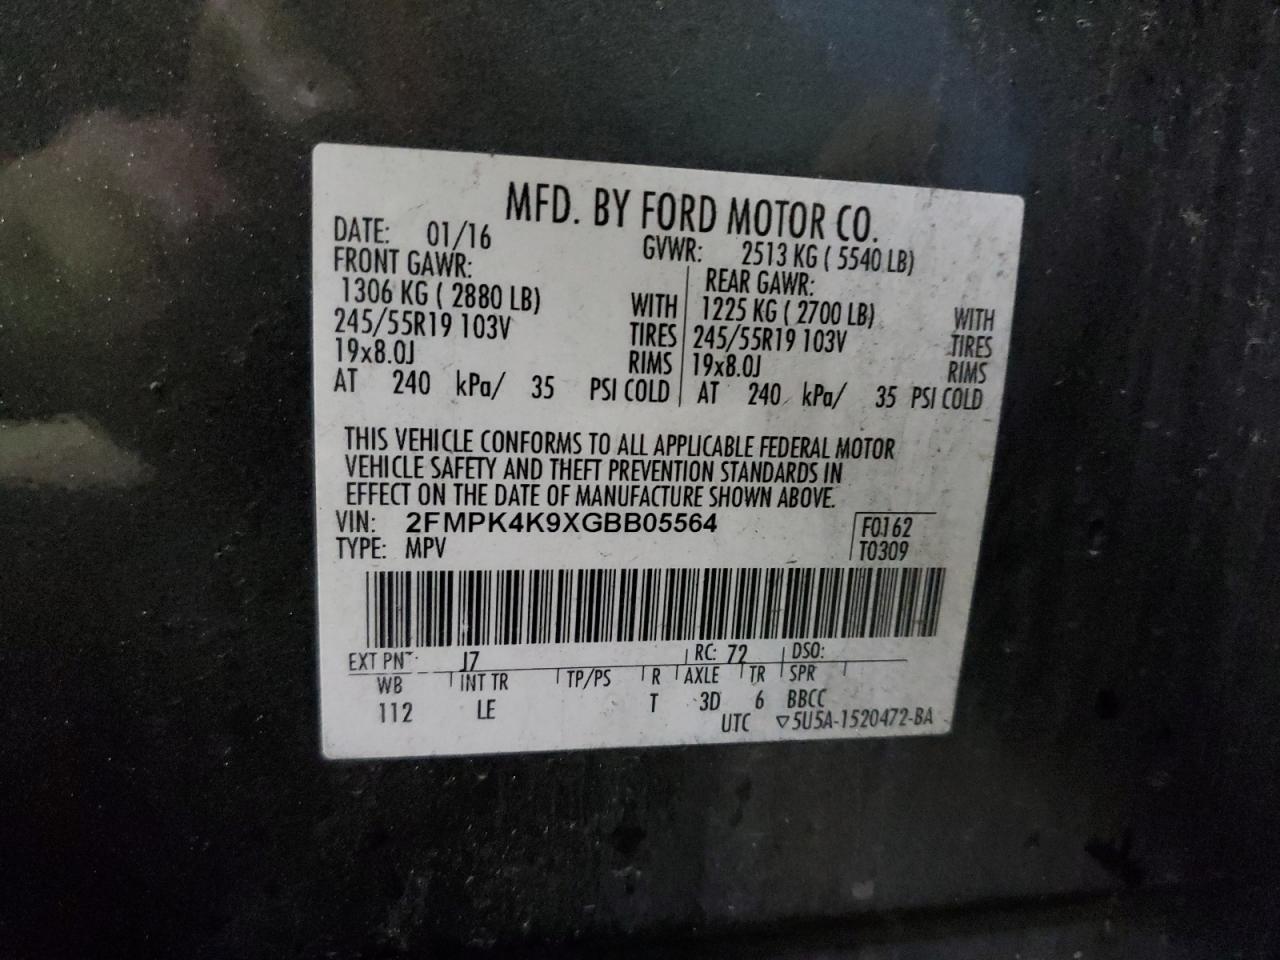 MFD. BY FORD MOTOR CO.
DATE: 01/16 GVWR: 2513 KG ( 5540 LB)
FRONT GAWR: REAR GAWR:
1306 KG ( 2880 LB) WITH 1225 KG ( 2700 LB) WITH
245/55R19 103V TIRES 245/55R19 103V TIRES
19x8.0J RIMS 19x8.0J RIMS
AT 240 kPa/ 35 PSI COLD AT 240 kPa/ 35 PSI COLD
THIS VEHICLE CONFORMS TO ALL APPLICABLE FEDERAL MOTOR
VEHICLE SAFETY AND THEFT PREVENTION STANDARDS IN
EFFECT ON THE DATE OF MANUFACTURE SHOWN ABOVE.
VIN: 2FMPK4K9XGBB05564 F0162
TYPE: MPV T0309
EXT PNT: J7 RC: 72 DSO:
WB INT TR TP/PS R AXLE TR SPR
112 LE T 3D 6 BBCC
UTC ▽5U5A-1520472-BA